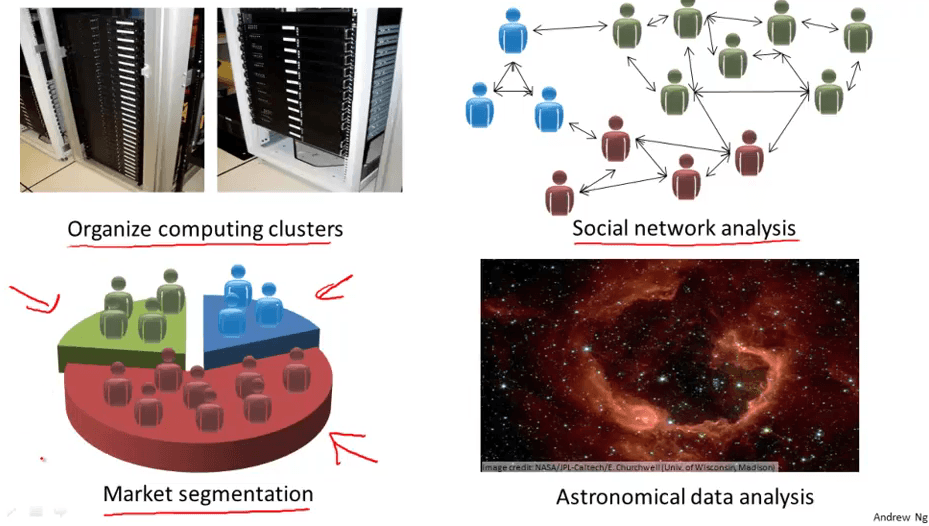 Organize computing clusters
Social network analysis
Image credit: NASA/JPL-Caltech/E. Churchwell (Univ. of Wisconsin, Madison)
Market segmentation
Astronomical data analysis
Andrew Ng